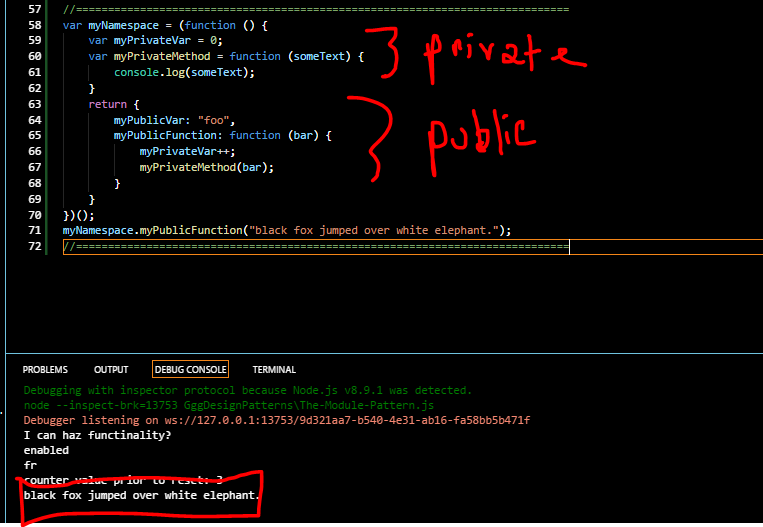 57 //==============================================================================
58 var myNamespace = (function () {
59 var myPrivateVar = 0;
60 var myPrivateMethod = function (someText) {
61 console.log(someText);
62 }
63 return {
64 myPublicVar: "foo",
65 myPublicFunction: function (bar) {
66 myPrivateVar++;
67 myPrivateMethod(bar);
68 }
69 }
70 })();
71 myNamespace.myPublicFunction("black fox jumped over white elephant.");
72 //==============================================================================
private
public
PROBLEMS OUTPUT DEBUG CONSOLE TERMINAL
Debugging with inspector protocol because Node.js v8.9.1 was detected.
node --inspect-brk=13753 GggDesignPatterns\The-Module-Pattern.js
Debugger listening on ws://127.0.0.1:13753/9d321aa7-b540-4e31-ab16-fa58bb5b471f
I can haz functinality?
enabled
fr
counter value prior to reset: 3
black fox jumped over white elephant.